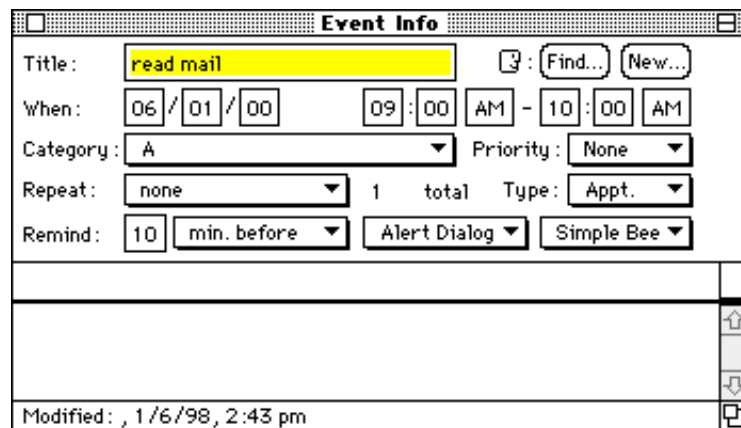 Event Info
Title: read mail : Find... New...
When: 06 / 01 / 00 09 : 00 AM - 10 : 00 AM
Category: A Priority: None
Repeat: none 1 total Type: Appt.
Remind: 10 min. before Alert Dialog Simple Bee
Modified: , 1/6/98, 2:43 pm